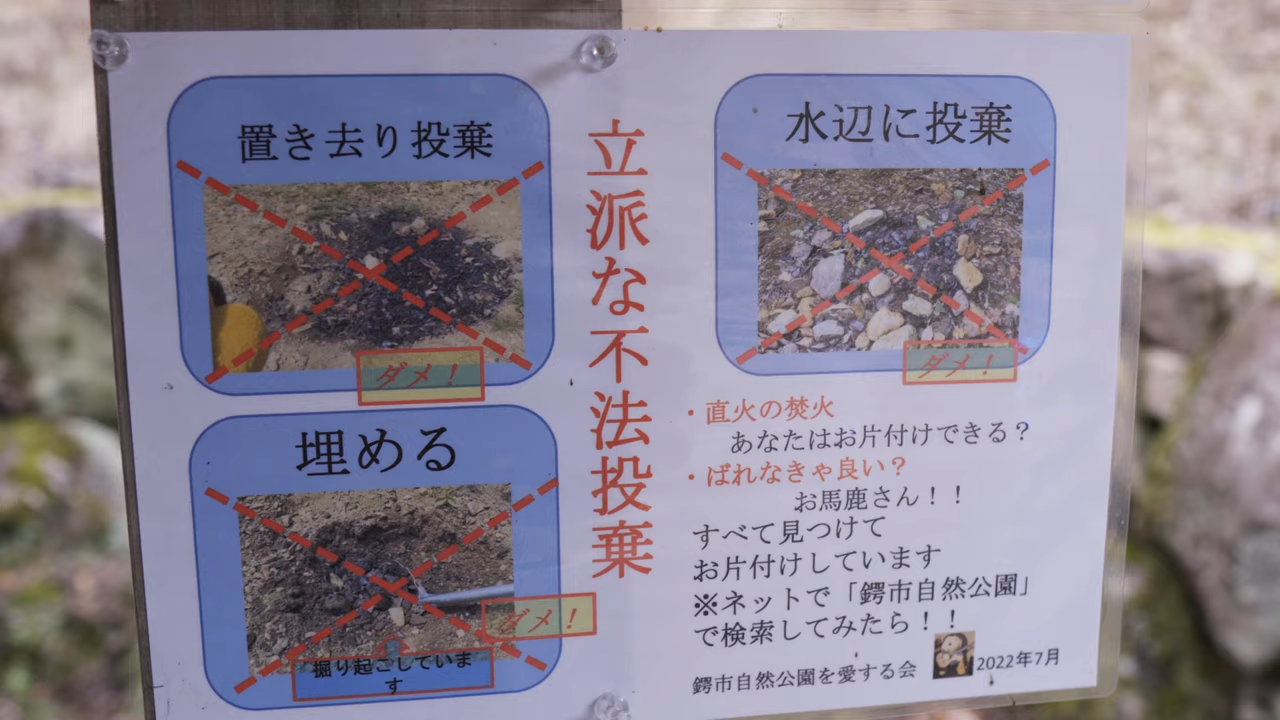 置き去り投棄
ダメ！
埋める
ダメ！
掘り起こしていま
す
立派な不法投棄
水辺に投棄
ダメ！
・直火の焚火
あなたはお片付けできる？
・ばれなきゃ良い？
お馬鹿さん！！
すべて見つけて
お片付けしています
※ネットで「鍔市自然公園」
で検索してみたら！！
鍔市自然公園を愛する会
2022年7月